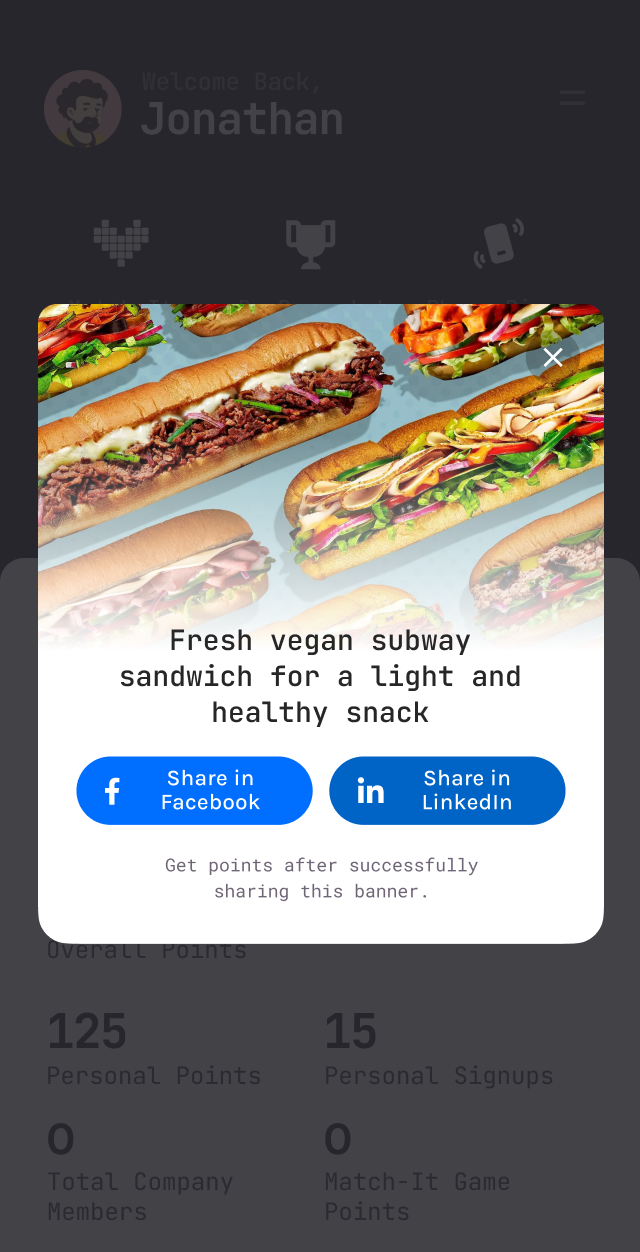 Welcome Back,
Jonathan
Fresh vegan subway
sandwich for a light and
healthy snack
Share in
Facebook
Share in
LinkedIn
Get points after successfully
sharing this banner.
Overall Points
125
15
Personal Points
Personal Signups
0
0
Total Company
Members
Match-It Game
Points